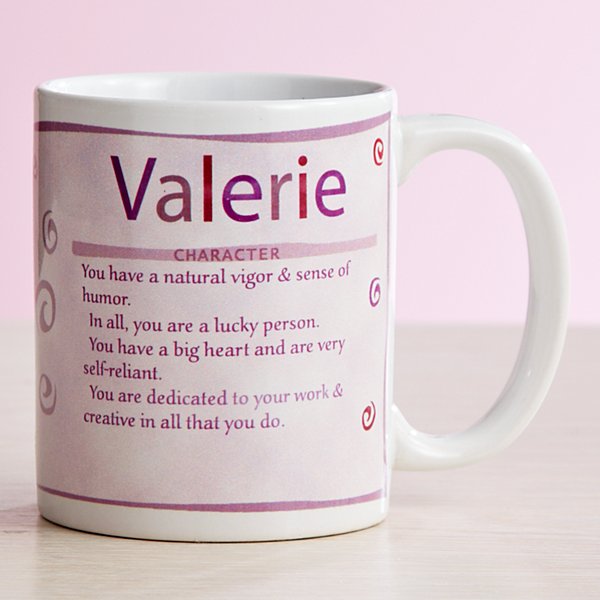 Valerie
CHARACTER
You have a natural vigor & sense of
humor.
In all, you are a lucky person.
You have a big heart and are very
self-reliant.
You are dedicated to your work &
creative in all that you do.